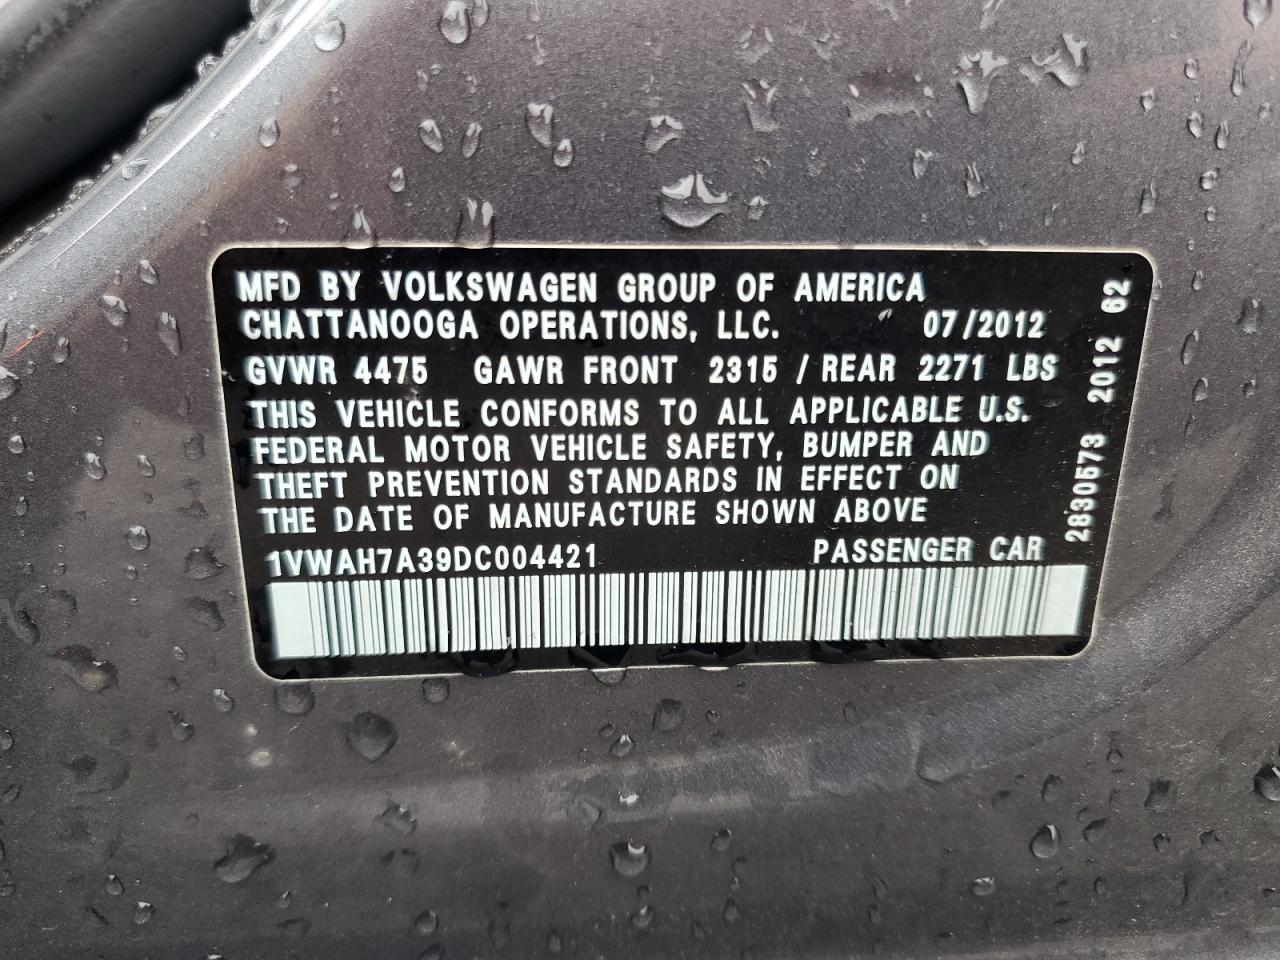 MFD BY VOLKSWAGEN GROUP OF AMERICA
CHATTANOOGA OPERATIONS, LLC. 07/2012
GVWR 4475 GAWR FRONT 2315 / REAR 2271 LBS
THIS VEHICLE CONFORMS TO ALL APPLICABLE U.S.
FEDERAL MOTOR VEHICLE SAFETY, BUMPER AND
THEFT PREVENTION STANDARDS IN EFFECT ON
THE DATE OF MANUFACTURE SHOWN ABOVE
1VWAH7A39DC004421 PASSENGER CAR
2830573 2012 62